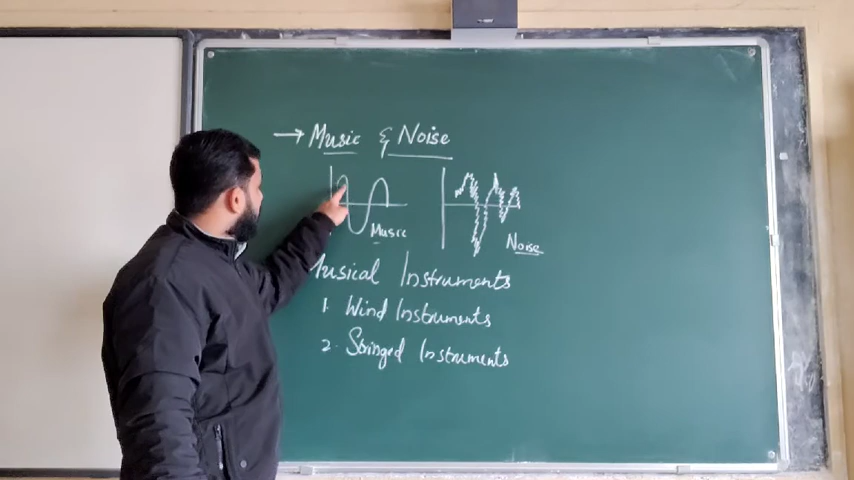 → Music & Noise
Music
Noise
Musical Instruments
1. Wind Instruments
2. Stringed Instruments